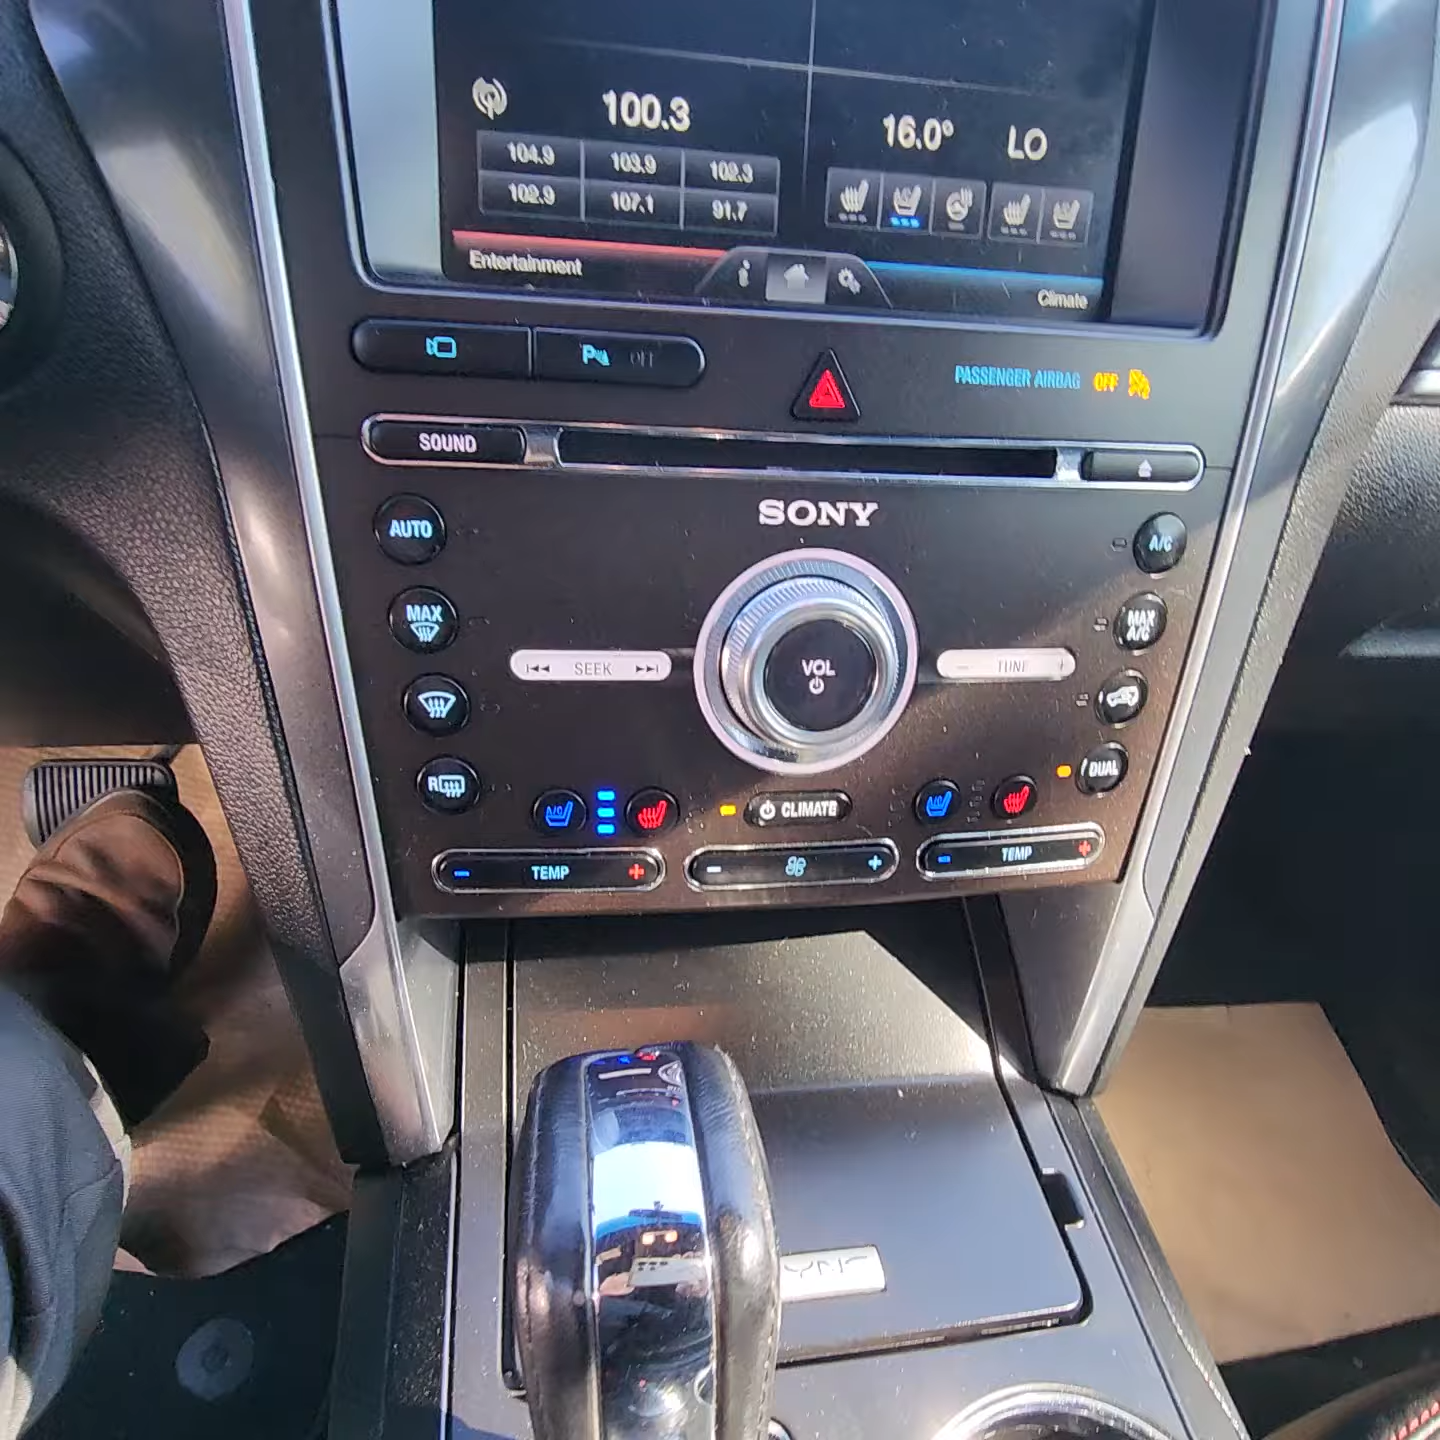 100.3
16.0° LO
104.9 103.9 102.3
102.9 107.1 91.7
Entertainment
Climate
P OFF
PASSENGER AIRBAG OFF
SOUND
SONY
AUTO
A/C
MAX
MAX A/C
VOL
SEEK
TUNE
R
DUAL
A/C
CLIMATE
A/C
- TEMP +
- +
- TEMP +